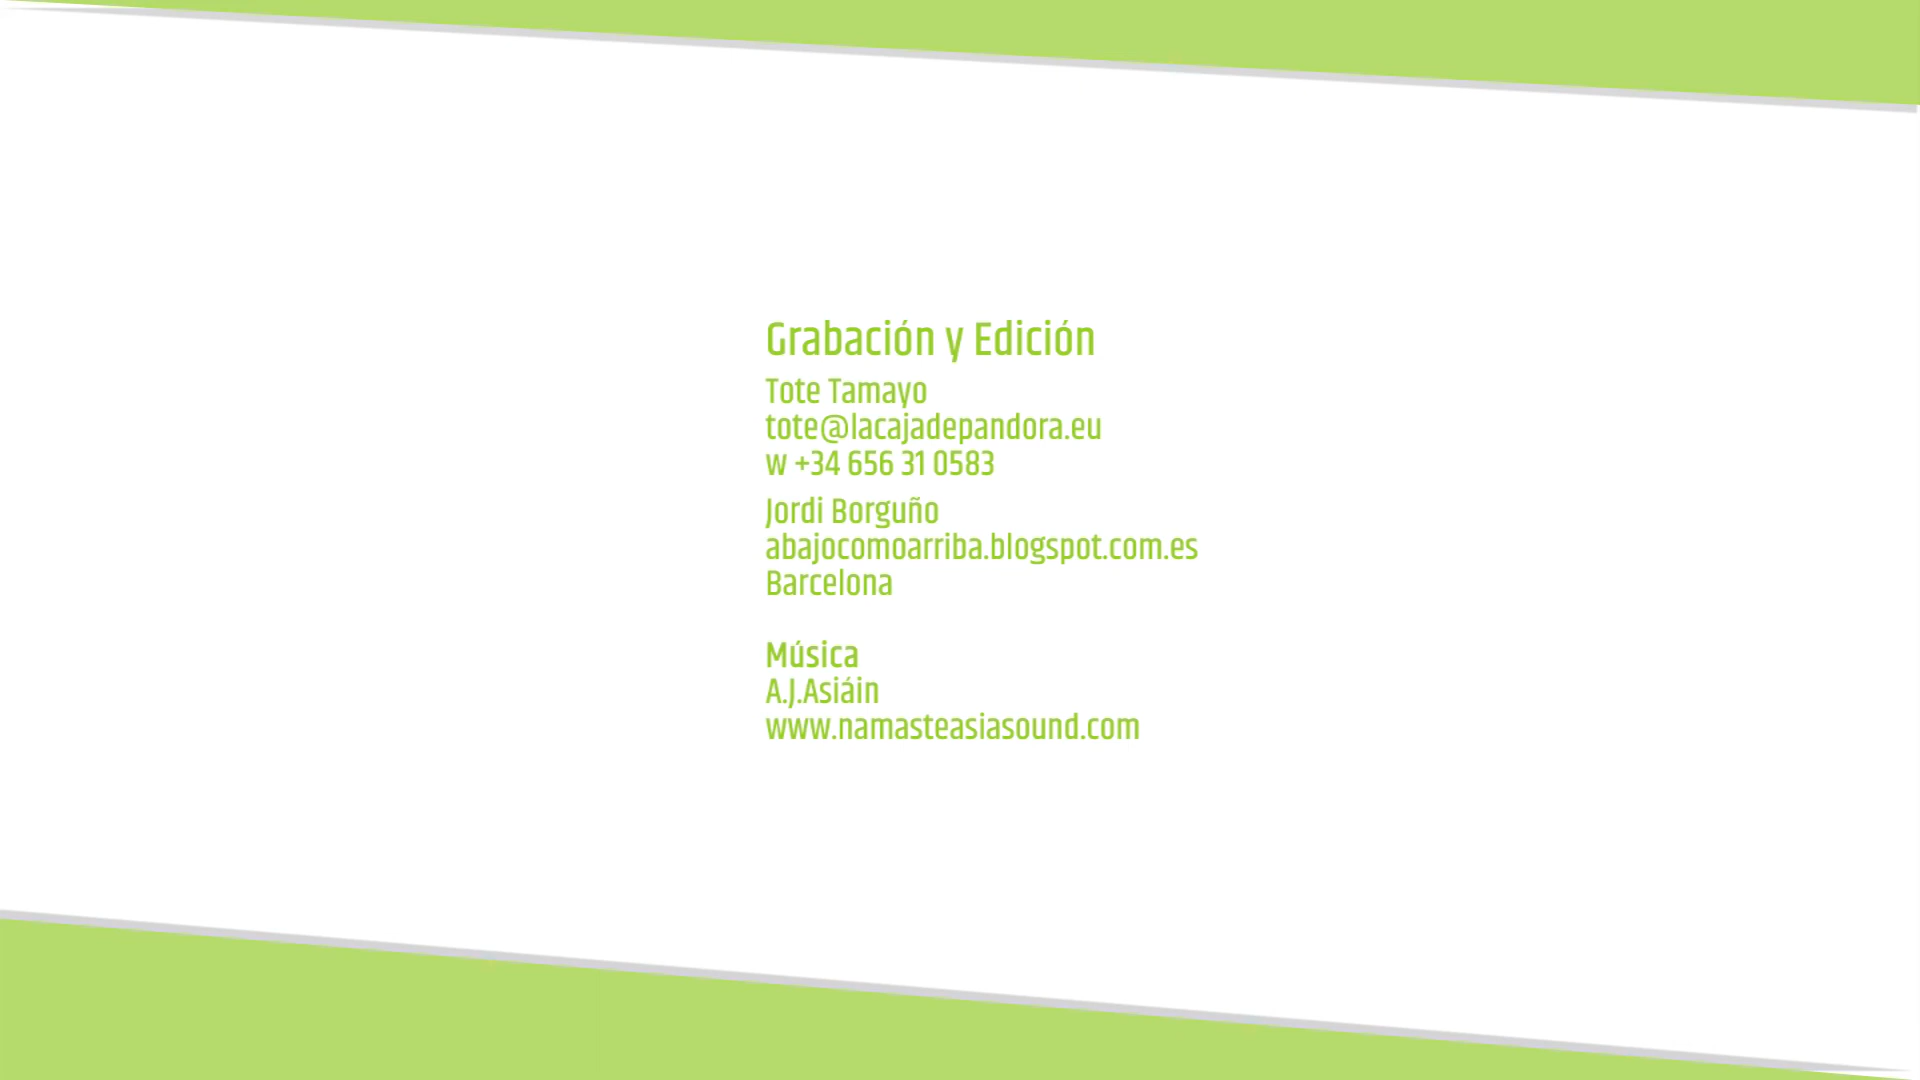 Grabación y Edición
Tote Tamayo
tote@lacajadepandora.eu
w +34 656 31 0583
Jordi Borguño
abajocomoarriba.blogspot.com.es
Barcelona
Música
A.J.Asiáin
www.namasteasiasound.com